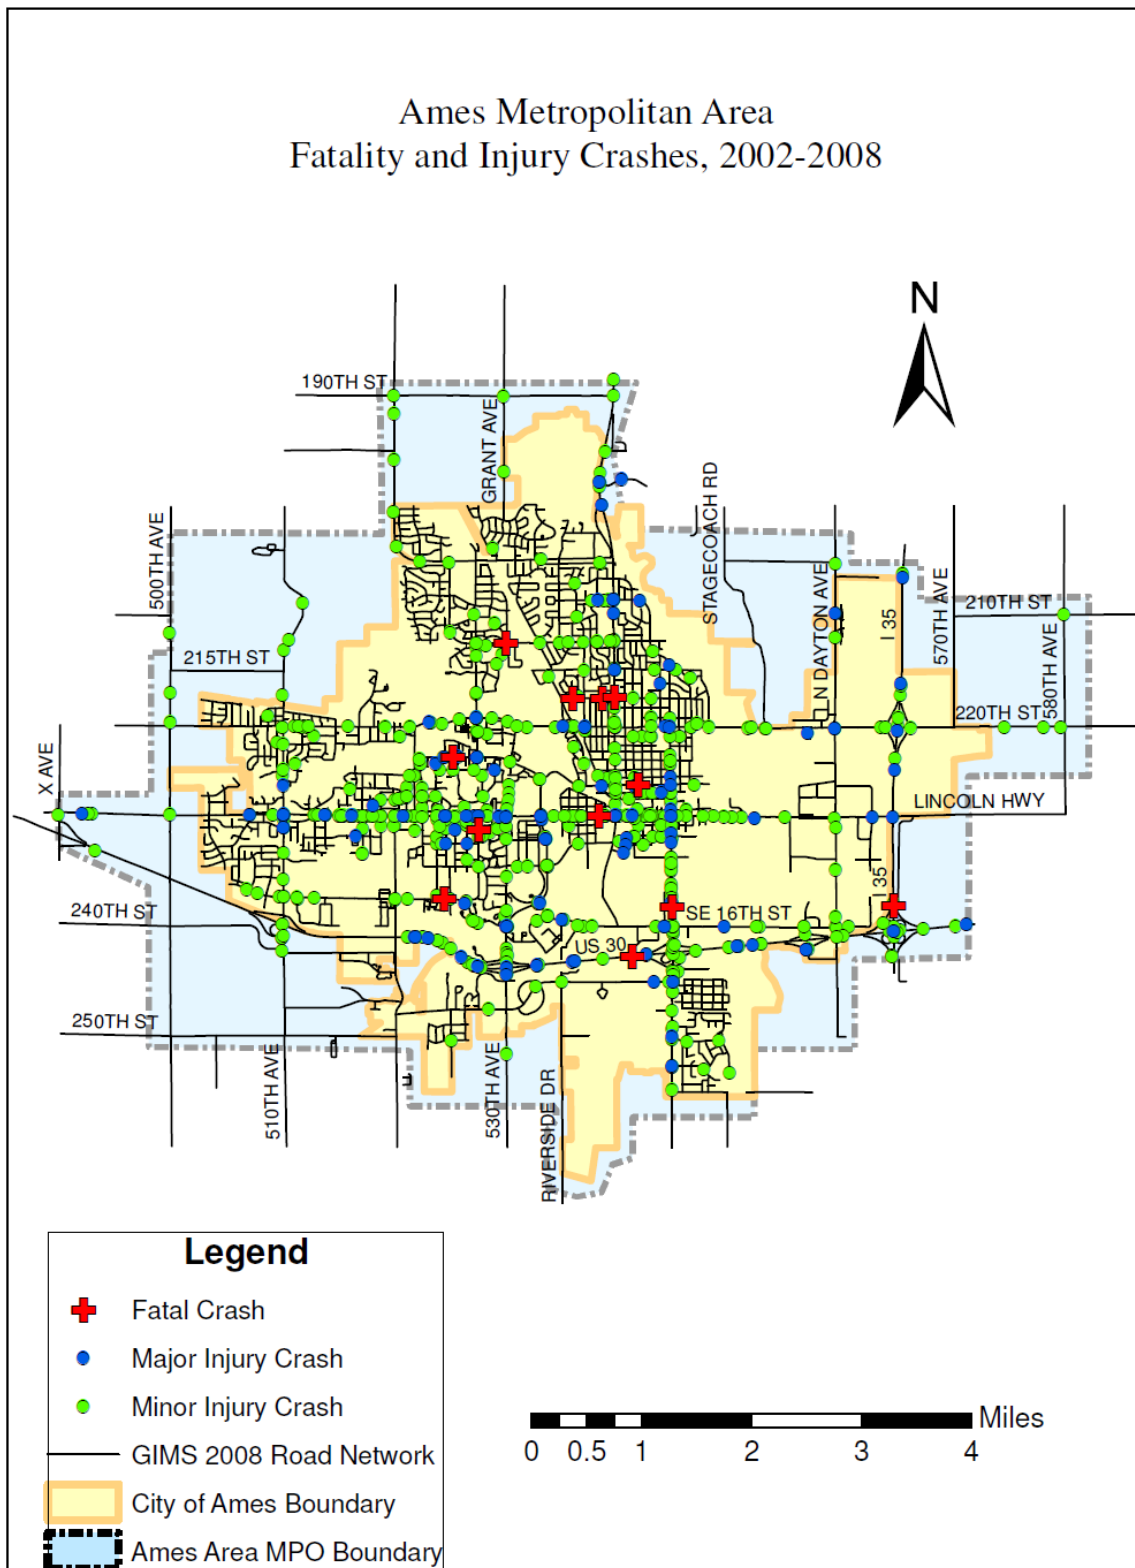 Ames Metropolitan Area
Fatality and Injury Crashes, 2002-2008
N
190TH ST
GRANT AVE
STAGECOACH RD
500TH AVE
N DAYTON AVE
I 35
570TH AVE
210TH ST
580TH AVE
215TH ST
220TH ST
X AVE
LINCOLN HWY
I 35
240TH ST
SE 16TH ST
US 30
250TH ST
510TH AVE
530TH AVE
RIVERSIDE DR
Legend
Fatal Crash
Major Injury Crash
Minor Injury Crash
GIMS 2008 Road Network
City of Ames Boundary
Ames Area MPO Boundary
Miles
0 0.5 1 2 3 4